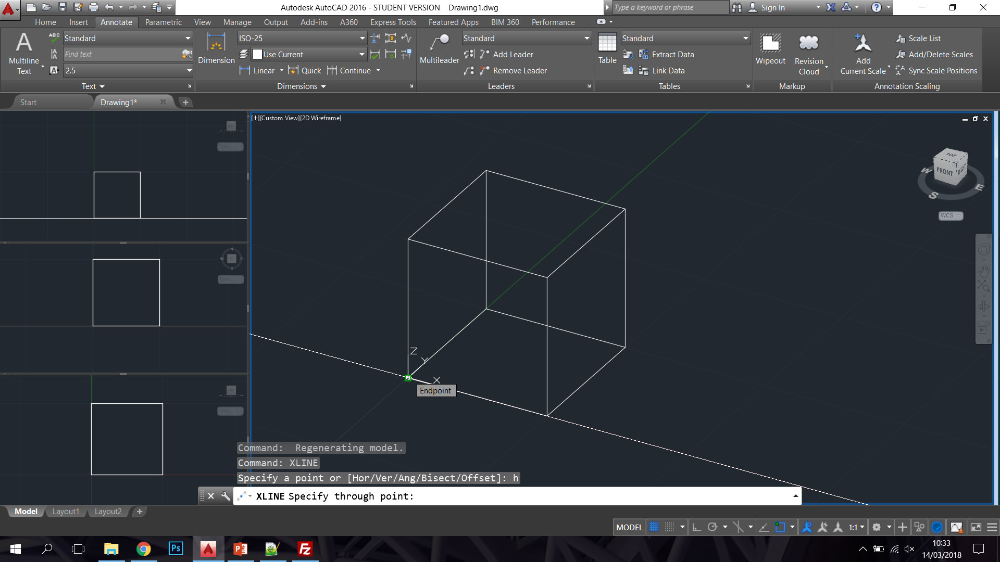 Autodesk AutoCAD 2016 - STUDENT VERSION Drawing1.dwg
Type a keyword or phrase
Sign In
Home Insert Annotate Parametric View Manage Output Add-ins A360 Express Tools Featured Apps BIM 360 Performance
Multiline Text
Standard
Find text
2.5
Text
Dimension
ISO-25
Use Current
Linear Quick Continue
Dimensions
Multileader
Standard
Add Leader
Remove Leader
Leaders
Table
Standard
Extract Data
Link Data
Tables
Wipeout
Revision Cloud
Markup
Add Current Scale
Scale List
Add/Delete Scales
Sync Scale Positions
Annotation Scaling
Start Drawing1*
[+][Custom View][2D Wireframe]
TOP
FRONT RIGHT
W
S
E
WCS
N
W E
S
Z
Y
X
Endpoint
Command: Regenerating model.
Command: XLINE
Specify a point or [Hor/Ver/Ang/Bisect/Offset]: h
XLINE Specify through point:
Model Layout1 Layout2
MODEL 1:1
10:33
14/03/2018